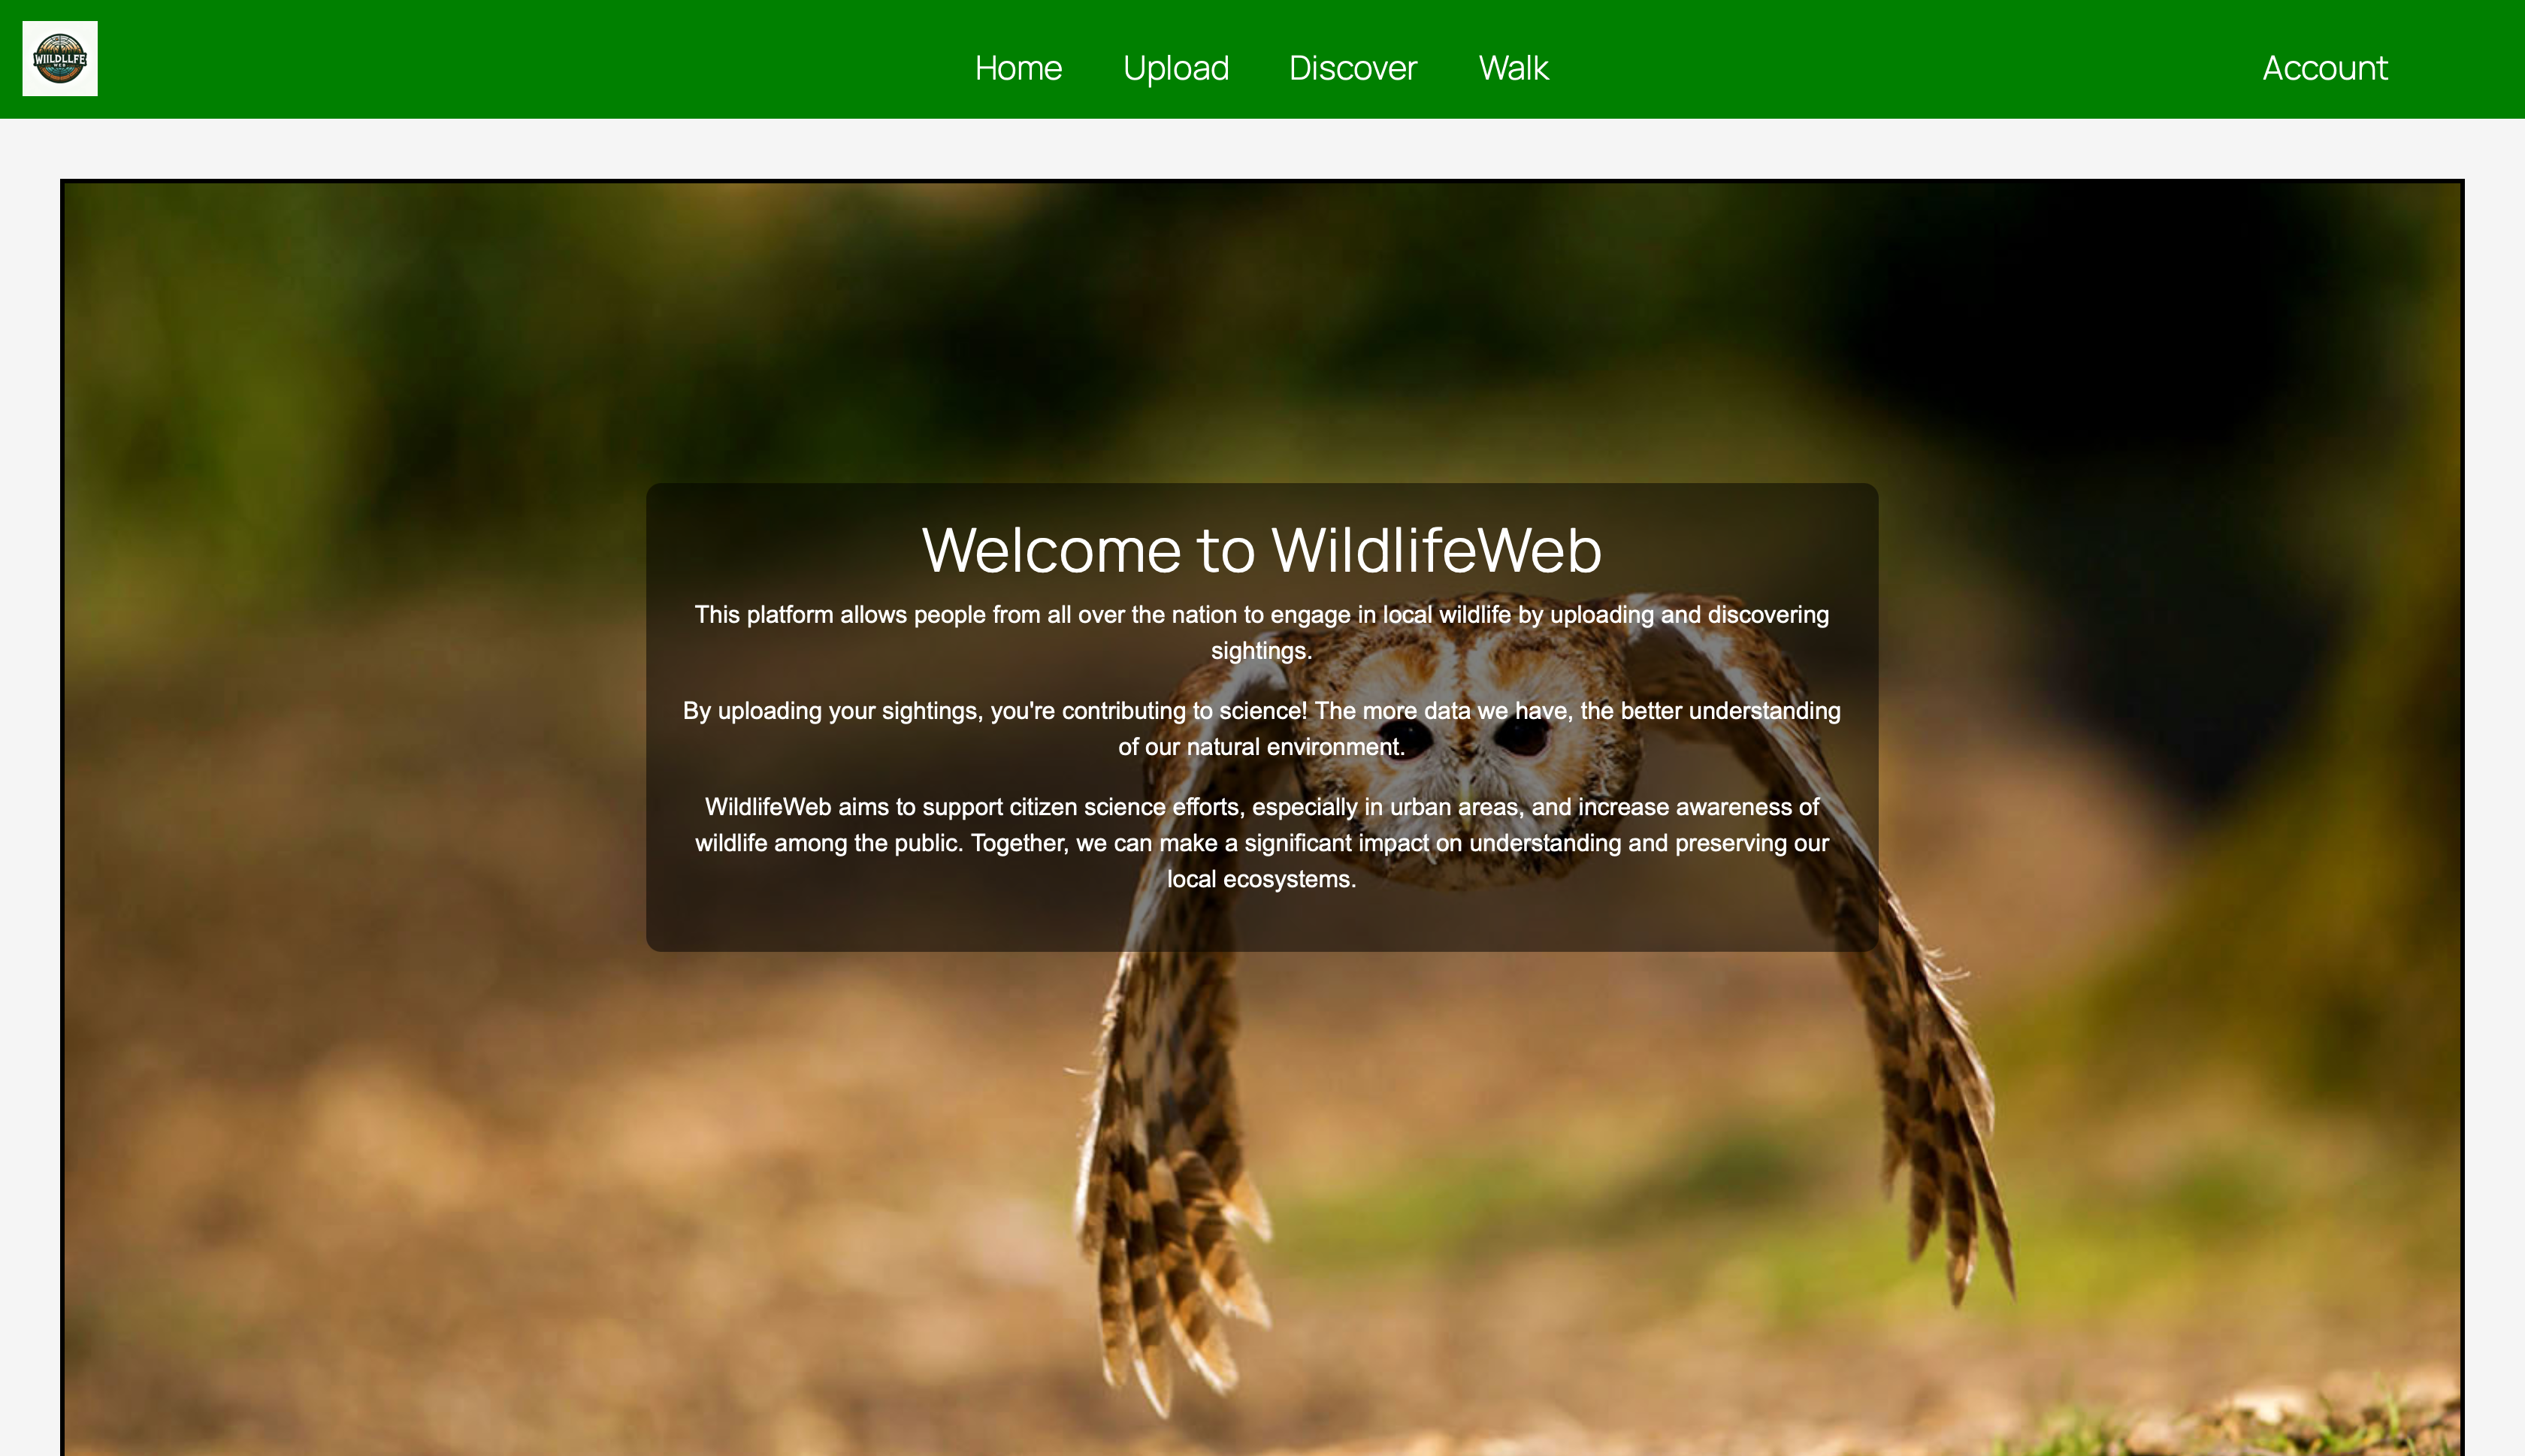 WIILDLLFE
WEB
Home Upload Discover Walk Account
Welcome to WildlifeWeb
This platform allows people from all over the nation to engage in local wildlife by uploading and discovering
sightings.
By uploading your sightings, you're contributing to science! The more data we have, the better understanding
of our natural environment.
WildlifeWeb aims to support citizen science efforts, especially in urban areas, and increase awareness of
wildlife among the public. Together, we can make a significant impact on understanding and preserving our
local ecosystems.